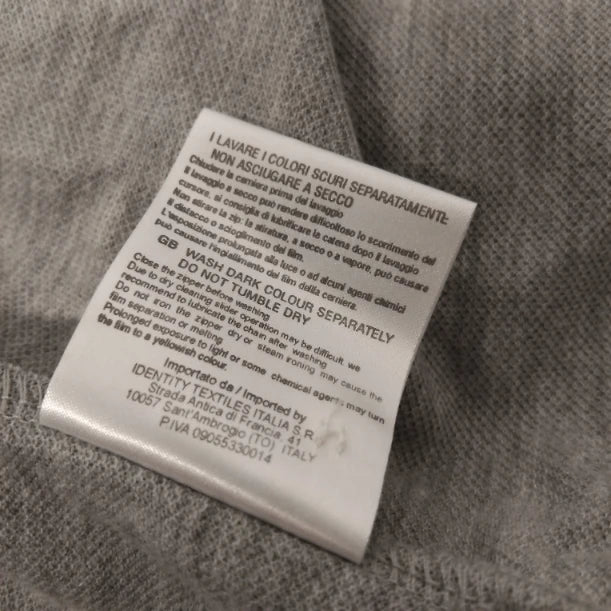 I LAVARE I COLORI SCURI SEPARATAMENTE
NON ASCIUGARE A SECCO
Chiudere la cerniera prima del lavaggio
Il lavaggio a secco può rendere difficoltoso lo scorrimento del
cursore, si consiglia di lubrificare la catena dopo il lavaggio
Non stirare la zip: la stiratura, a secco o a vapore, può causare
il distacco o scioglimento del film.
L'esposizione prolungata alla luce o ad alcuni agenti chimici
può causare l'ingiallimento del film della cerniera.
GB WASH DARK COLOUR SEPARATELY
DO NOT TUMBLE DRY
Close the zipper before washing
Due to dry cleaning slider operation may be difficult we
recommend to lubricate the chain after washing
Do not iron the zipper dry or steam ironing may cause the
film separation or melting
Prolonged exposure to light or some chemical agents may turn
the film to a yellowish colour.
Importato da / Imported by
IDENTITY TEXTILES ITALIA S.R.
Strada Antica di Francia, 41
10057 Sant'Ambrogio (TO) ITALY
P.IVA 09055330014